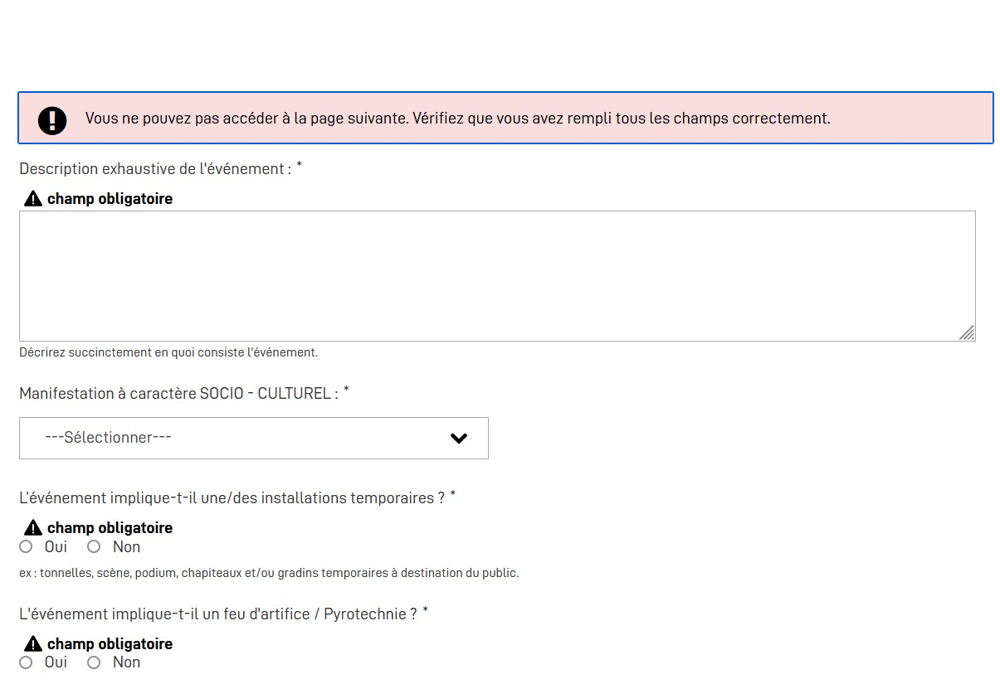 Vous ne pouvez pas accéder à la page suivante. Vérifiez que vous avez rempli tous les champs correctement.
Description exhaustive de l'événement : *
champ obligatoire
Décrirez succinctement en quoi consiste l'événement.
Manifestation à caractère SOCIO - CULTUREL : *
---Sélectionner---
L’événement implique-t-il une/des installations temporaires ? *
champ obligatoire
Oui Non
ex : tonnelles, scène, podium, chapiteaux et/ou gradins temporaires à destination du public.
L'événement implique-t-il un feu d'artifice / Pyrotechnie ? *
champ obligatoire
Oui Non